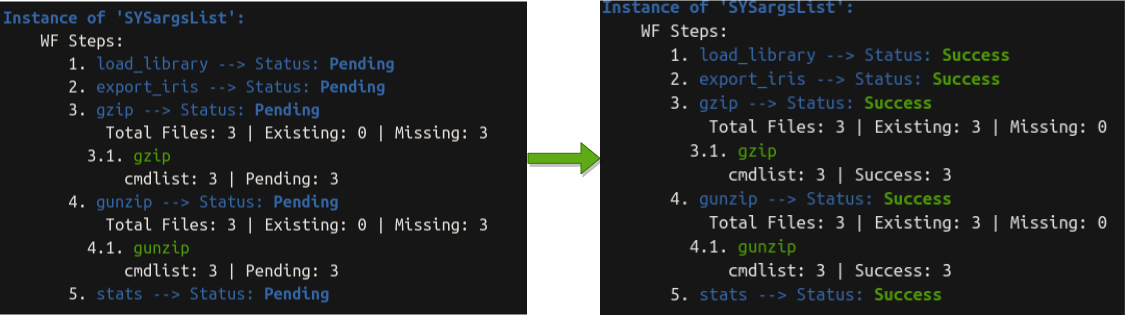 Instance of 'SYSargsList':
WF Steps:
1. load_library --> Status: Pending
2. export_iris --> Status: Pending
3. gzip --> Status: Pending
Total Files: 3 | Existing: 0 | Missing: 3
3.1. gzip
cmdlist: 3 | Pending: 3
4. gunzip --> Status: Pending
Total Files: 3 | Existing: 0 | Missing: 3
4.1. gunzip
cmdlist: 3 | Pending: 3
5. stats --> Status: Pending
Instance of 'SYSargsList':
WF Steps:
1. load_library --> Status: Success
2. export_iris --> Status: Success
3. gzip --> Status: Success
Total Files: 3 | Existing: 3 | Missing: 0
3.1. gzip
cmdlist: 3 | Success: 3
4. gunzip --> Status: Success
Total Files: 3 | Existing: 3 | Missing: 0
4.1. gunzip
cmdlist: 3 | Success: 3
5. stats --> Status: Success